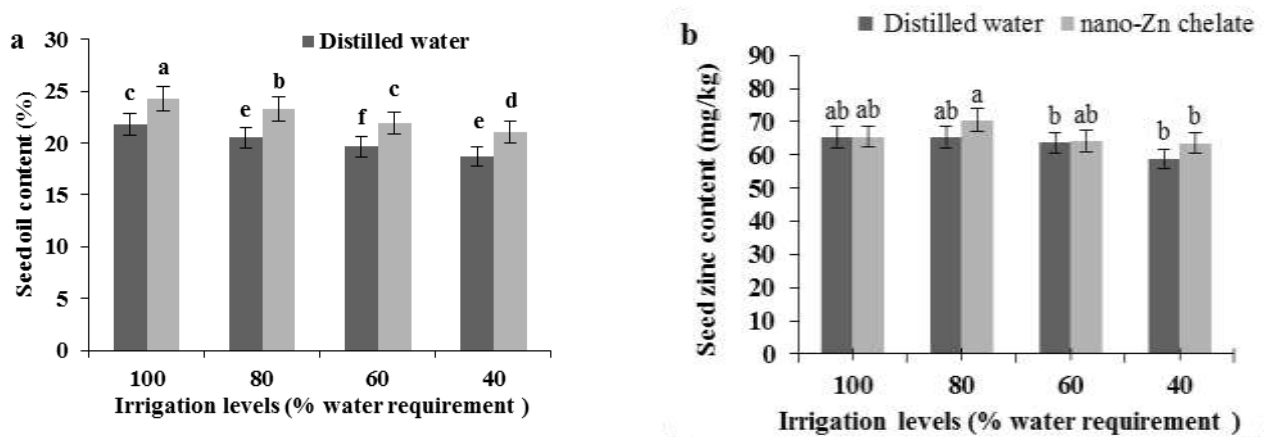 a
Distilled water
Seed oil content (%)
30
25
20
15
10
5
0
c a e b f c e d
100 80 60 40
Irrigation levels (% water requirement )
b
Distilled water nano-Zn chelate
Seed zinc content (mg/kg)
90
80
70
60
50
40
30
20
10
0
ab ab ab a b ab b b
100 80 60 40
Irrigation levels (% water requirement )